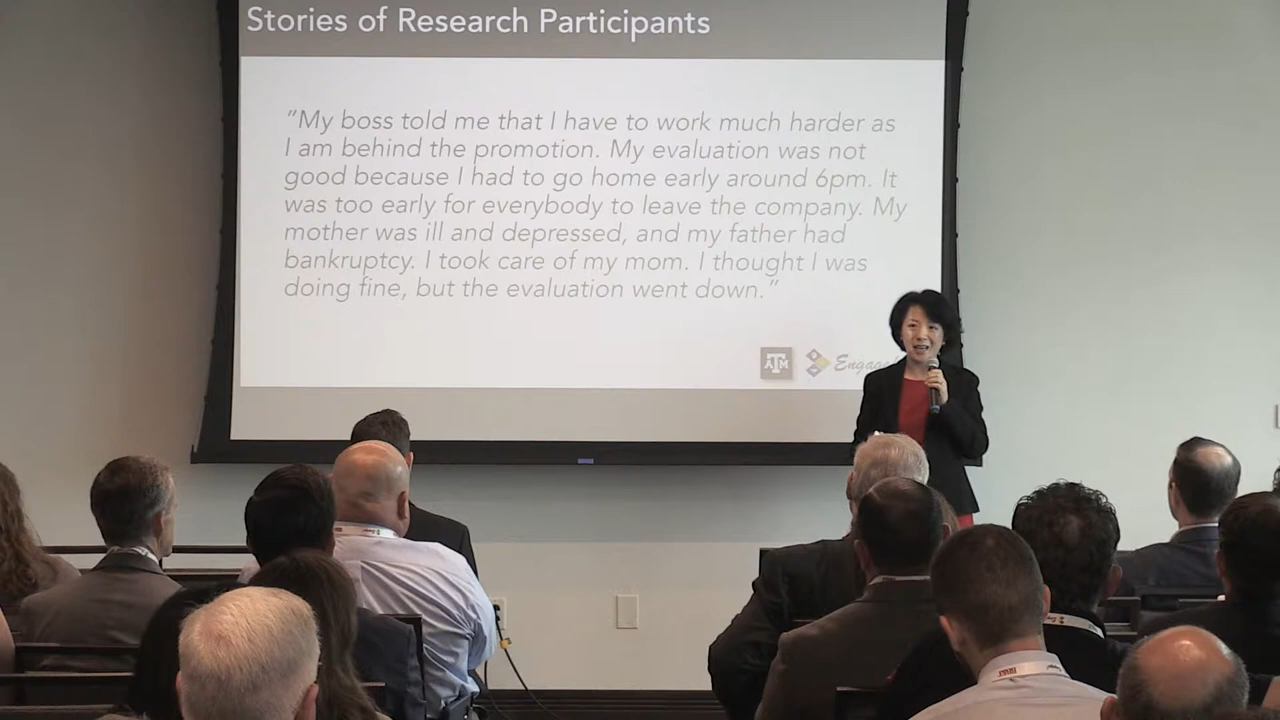 Stories of Research Participants
"My boss told me that I have to work much harder as
I am behind the promotion. My evaluation was not
good because I had to go home early around 6pm. It
was too early for everybody to leave the company. My
mother was ill and depressed, and my father had
bankruptcy. I took care of my mom. I thought I was
doing fine, but the evaluation went down."
ATM